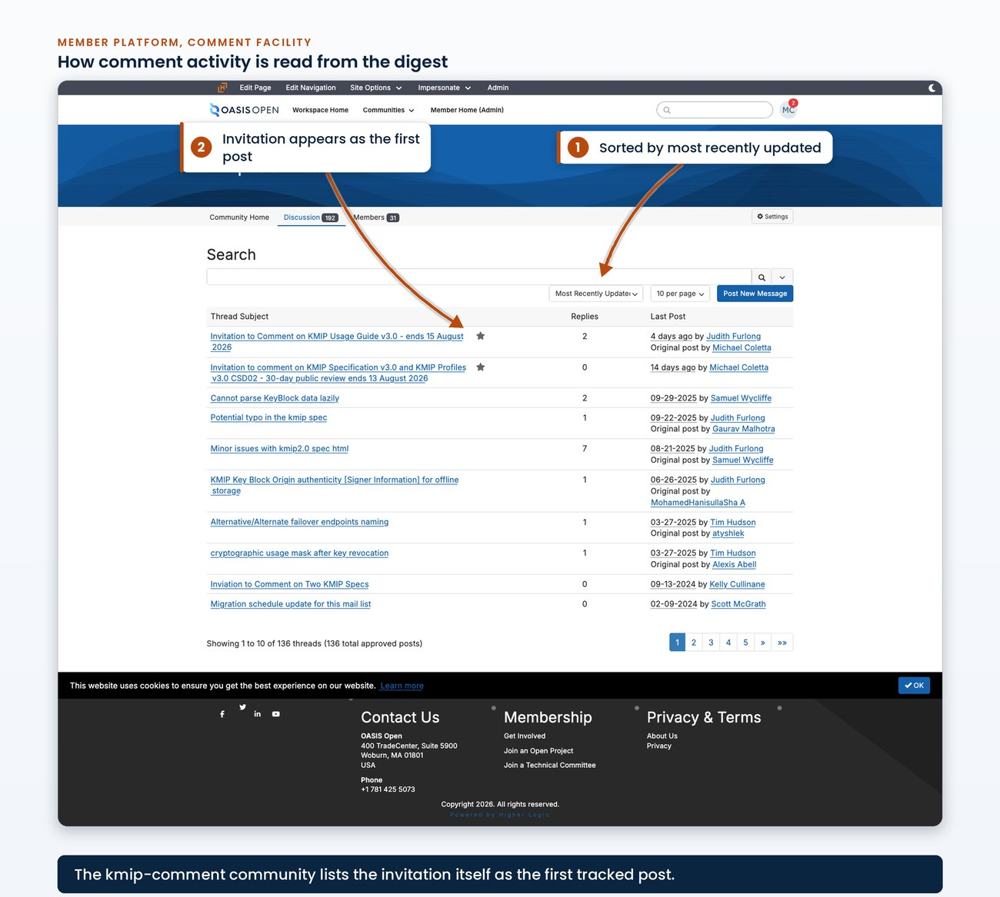 MEMBER PLATFORM, COMMENT FACILITY
How comment activity is read from the digest
Edit Page Edit Navigation Site Options Impersonate Admin
OASIS OPEN Workspace Home Communities Member Home (Admin) MC 2
2 Invitation appears as the first
post
1 Sorted by most recently updated
Community Home Discussion 192 Members 31 Settings
Search
Most Recently Updated 10 per page Post New Message
Thread Subject Replies Last Post
Invitation to Comment on KMIP Usage Guide v3.0 - ends 15 August 2 4 days ago by Judith Furlong
2026 Original post by Michael Coletta
Invitation to comment on KMIP Specification v3.0 and KMIP Profiles 0 14 days ago by Michael Coletta
v3.0 CSD02 - 30-day public review ends 13 August 2026
Cannot parse KeyBlock data lazily 2 09-29-2025 by Samuel Wycliffe
Potential typo in the kmip spec 1 09-22-2025 by Judith Furlong
Original post by Gaurav Malhotra
Minor issues with kmip2.0 spec html 7 08-21-2025 by Judith Furlong
Original post by Samuel Wycliffe
KMIP Key Block Origin authenticity [Signer Information] for offline 1 06-26-2025 by Judith Furlong
storage Original post by
MohamedHanisullaSha A
Alternative/Alternate failover endpoints naming 1 03-27-2025 by Tim Hudson
Original post by atyshlek
cryptographic usage mask after key revocation 1 03-27-2025 by Tim Hudson
Original post by Alexis Abell
Inviation to Comment on Two KMIP Specs 0 09-13-2024 by Kelly Cullinane
Migration schedule update for this mail list 0 02-09-2024 by Scott McGrath
Showing 1 to 10 of 136 threads (136 total approved posts) 1 2 3 4 5 » »»
This website uses cookies to ensure you get the best experience on our website. Learn more OK
Contact Us Membership Privacy & Terms
OASIS Open Get Involved About Us
400 TradeCenter, Suite 5900 Privacy
Woburn, MA 01801 Join an Open Project
USA Join a Technical Committee
Phone
+1 781 425 5073
Copyright 2026. All rights reserved.
Powered by Higher Logic
The kmip-comment community lists the invitation itself as the first tracked post.